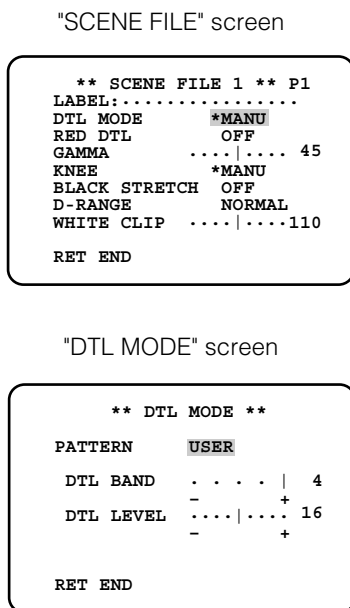 "SCENE FILE" screen
** SCENE FILE 1 ** P1
LABEL:................
DTL MODE *MANU
RED DTL OFF
GAMMA ....|.... 45
KNEE *MANU
BLACK STRETCH OFF
D-RANGE NORMAL
WHITE CLIP ....|....110
RET END
"DTL MODE" screen
** DTL MODE **
PATTERN USER
DTL BAND . . . . | 4
– +
DTL LEVEL ....|.... 16
– +
RET END